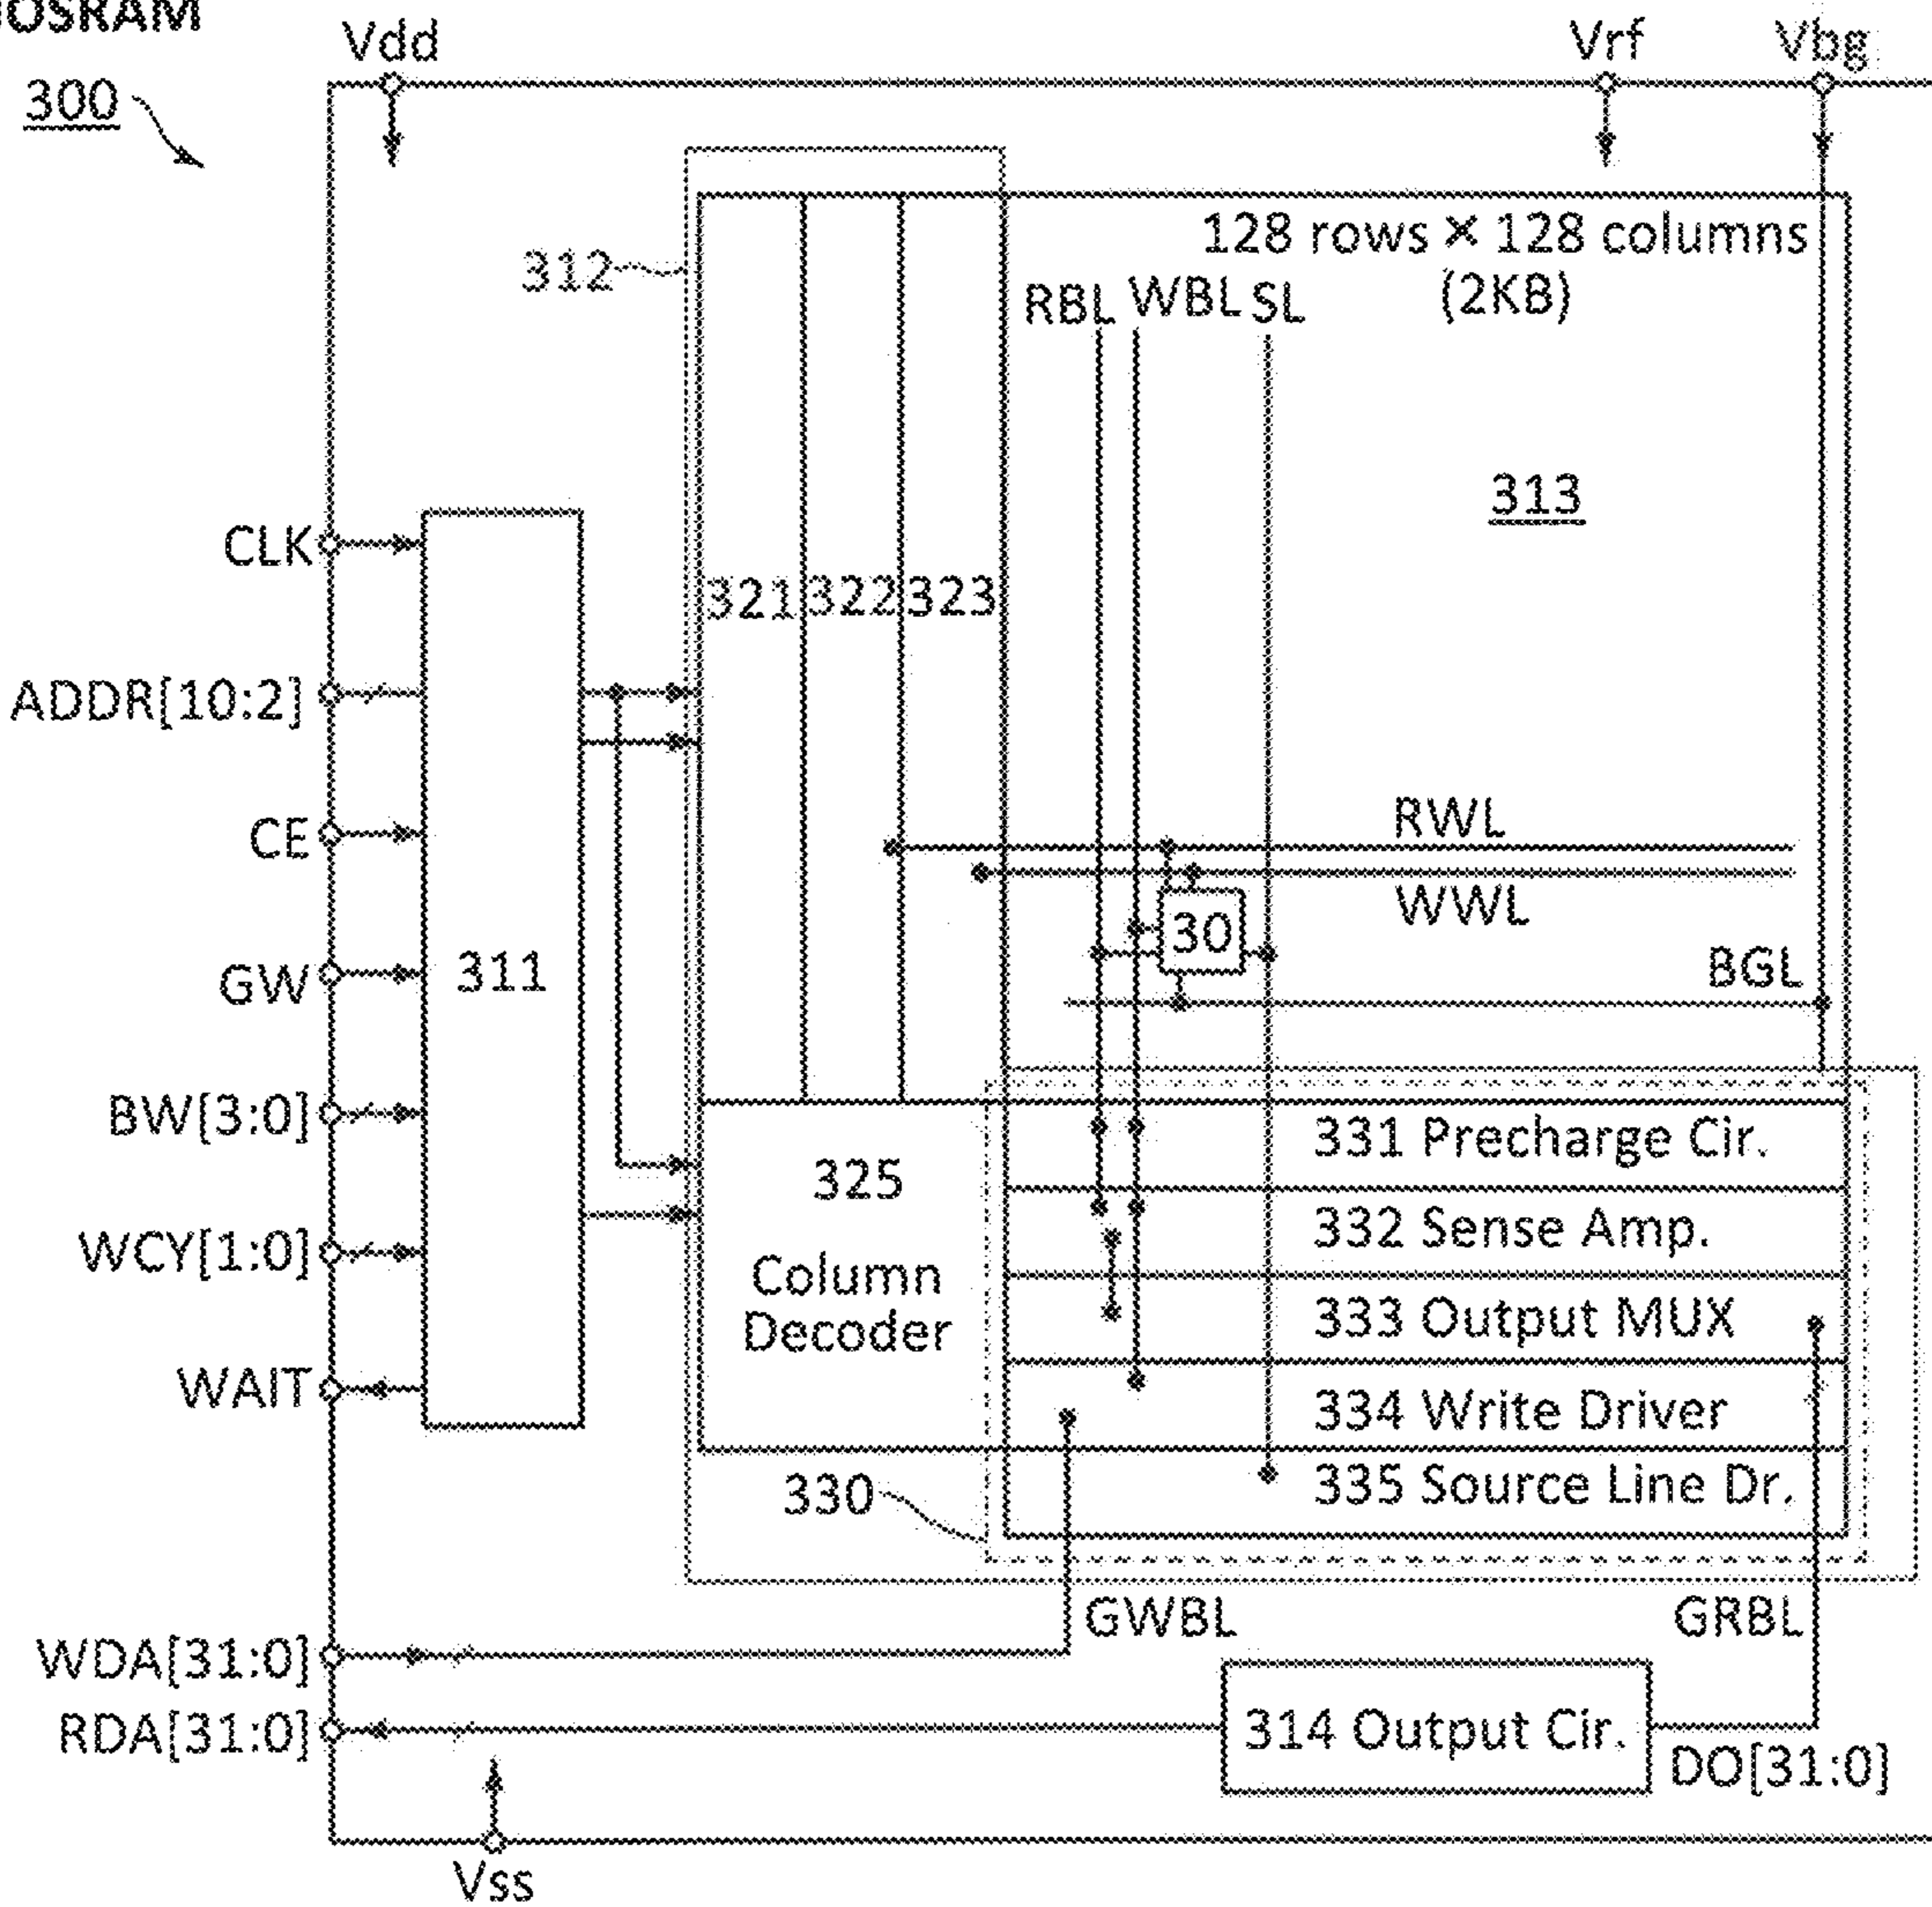 OSRAM
300
Vdd
Vrf
Vbg
312
128 rows × 128 columns
(2KB)
RBL
WBL
SL
313
CLK
321
322
323
ADDR[10:2]
RWL
CE
WWL
30
GW
311
BGL
BW[3:0]
331 Precharge Cir.
325
Column
Decoder
332 Sense Amp.
WCY[1:0]
333 Output MUX
WAIT
334 Write Driver
330
335 Source Line Dr.
GWBL
GRBL
WDA[31:0]
RDA[31:0]
314 Output Cir.
DO[31:0]
Vss